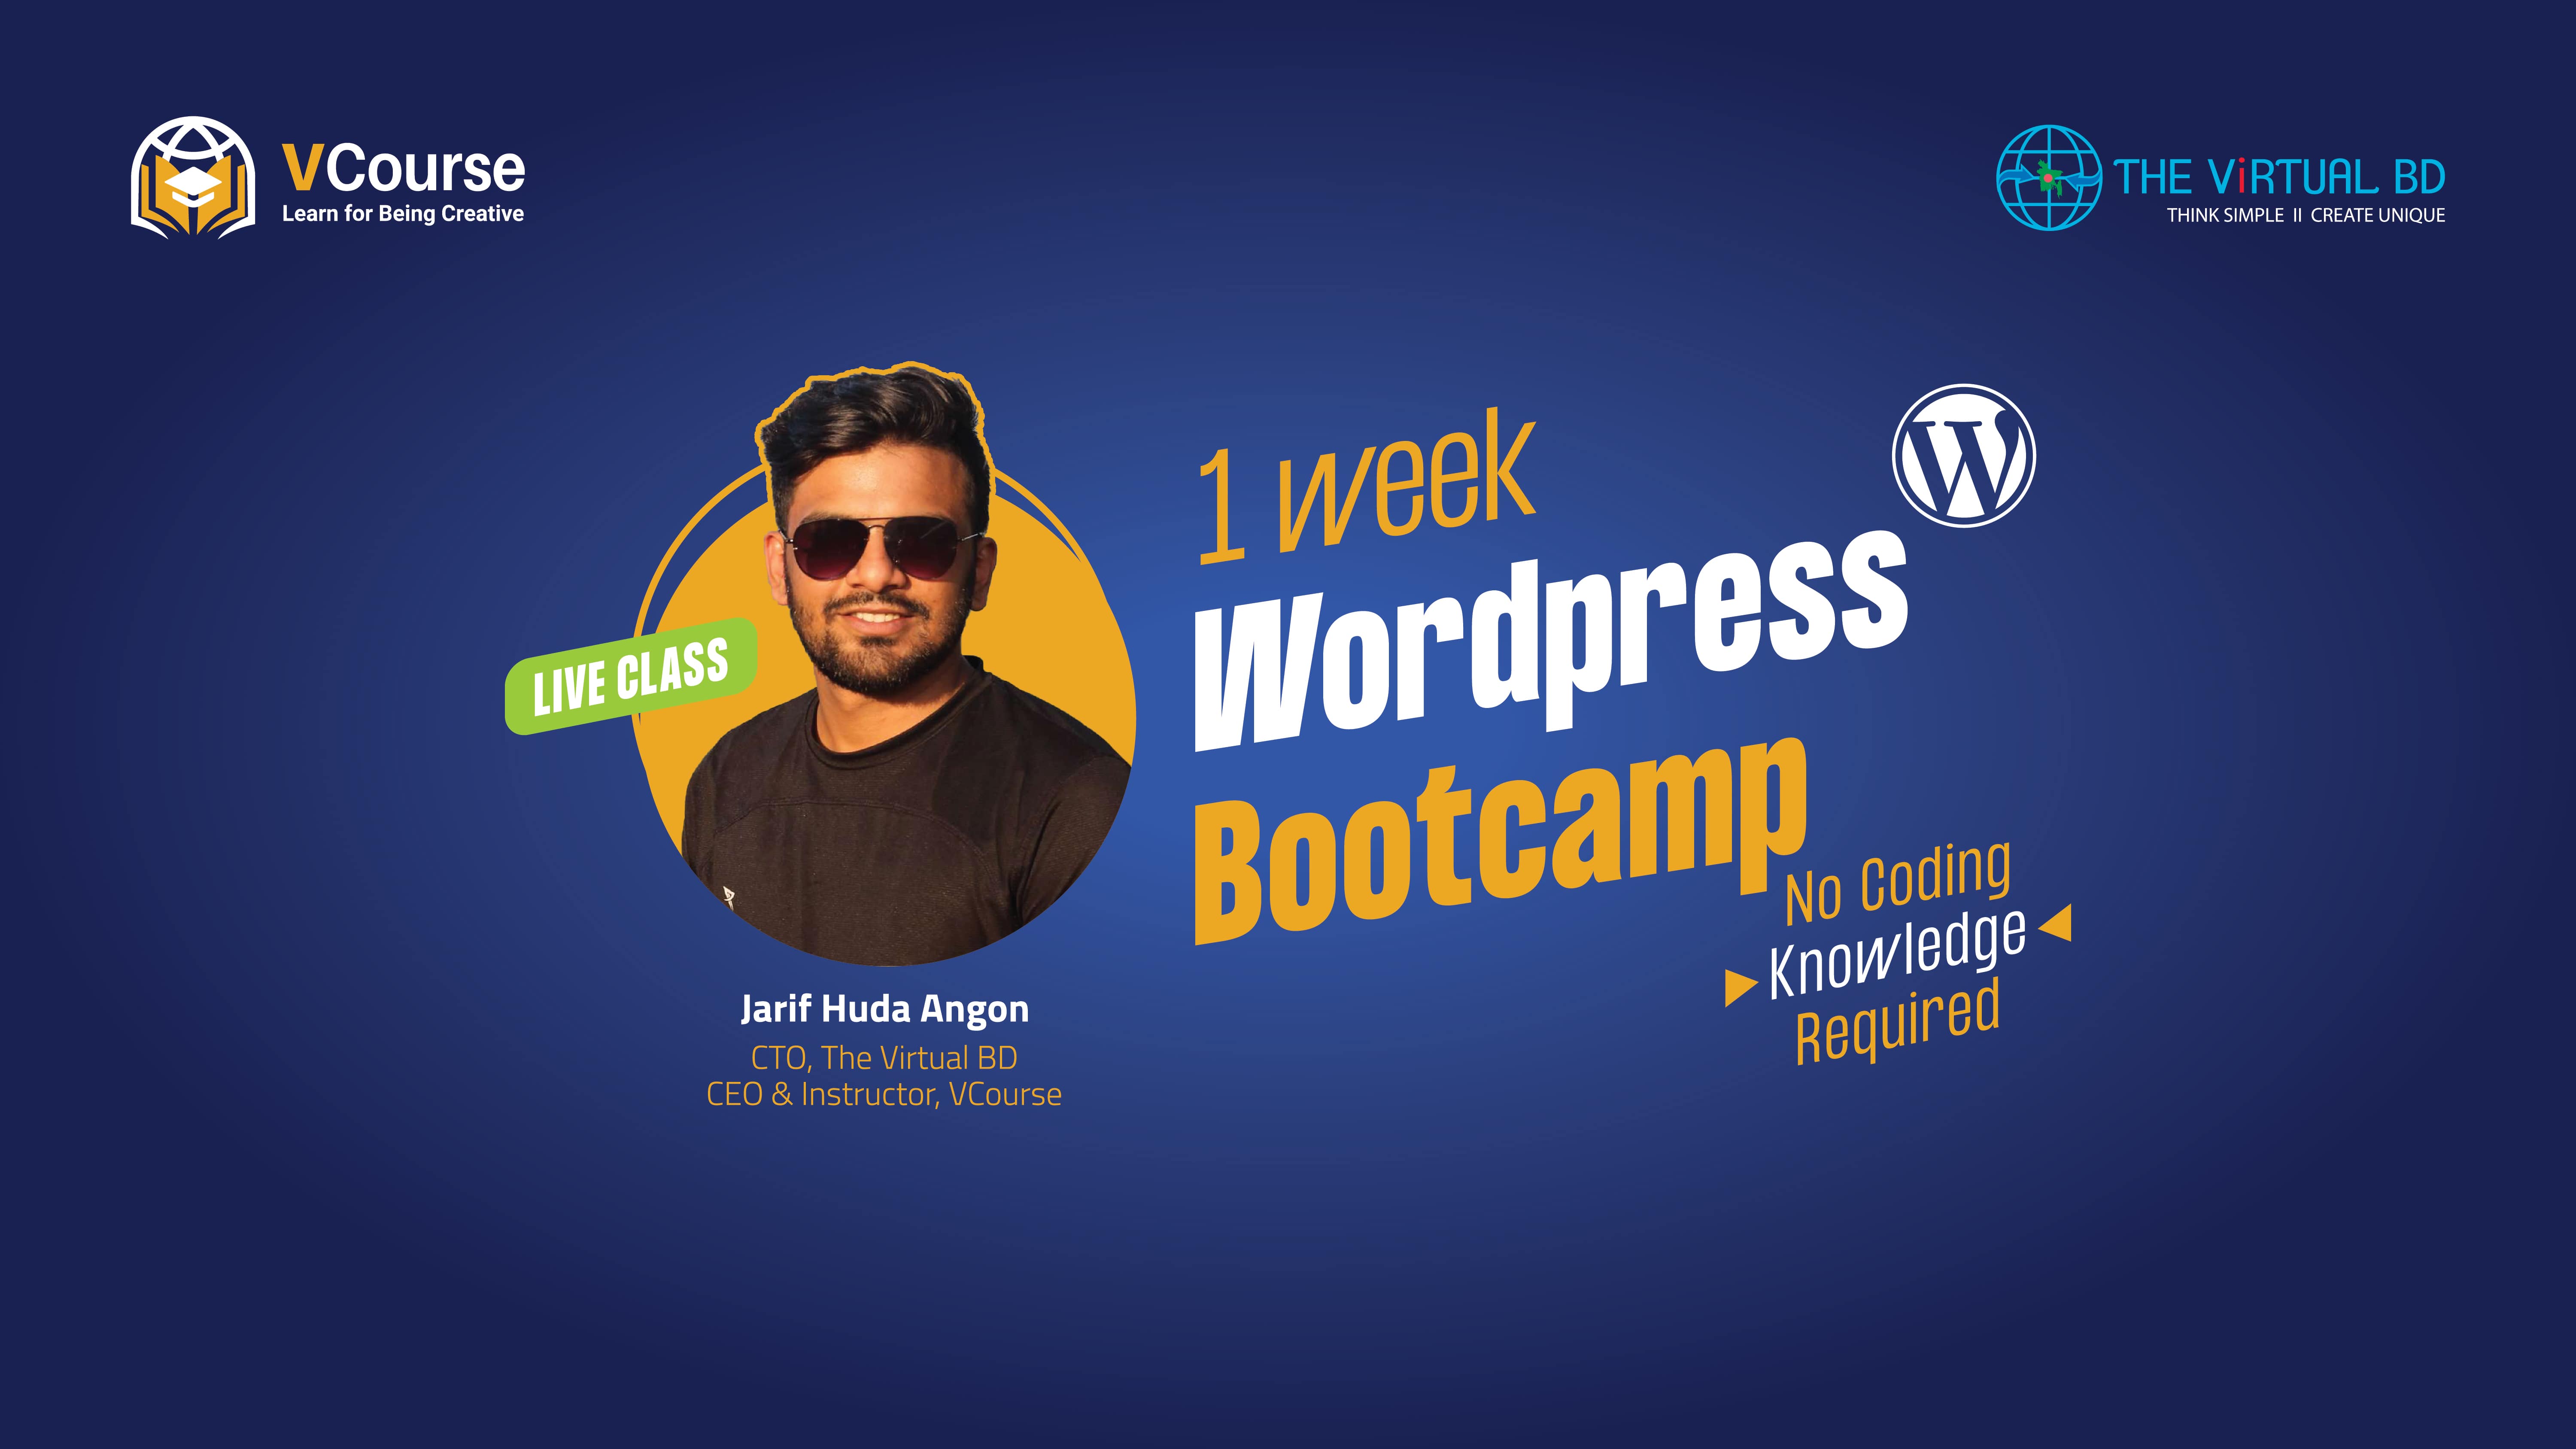 VCourse
Learn for Being Creative
THE ViRTUAL BD
THINK SIMPLE II CREATE UNIQUE
LIVE CLASS
1 week
Wordpress
Bootcamp
No Coding
Knowledge
Required
Jarif Huda Angon
CTO, The Virtual BD
CEO & Instructor, VCourse